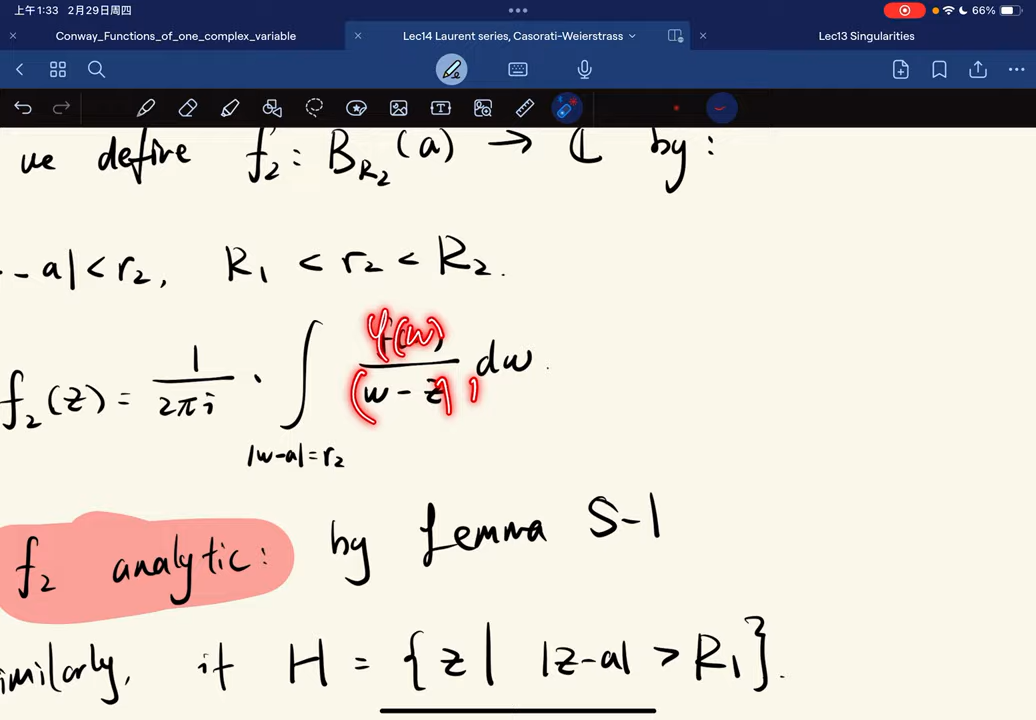 上午1:33 2月29日周四
66%
Conway_Functions_of_one_complex_variable
Lec14 Laurent series, Casorati-Weierstrass
Lec13 Singularities
we define f₂ : B_{R₂}(a) → ℂ by :
- a| < r₂, R₁ < r₂ < R₂.
f₂(z) = 1/2πi · ∫_{|w-a|=r₂} φ(w)/(w-z)¹ dw.
f₂ analytic: by Lemma 5-1
imilarly, if H = {z | |z-a| > R₁}.